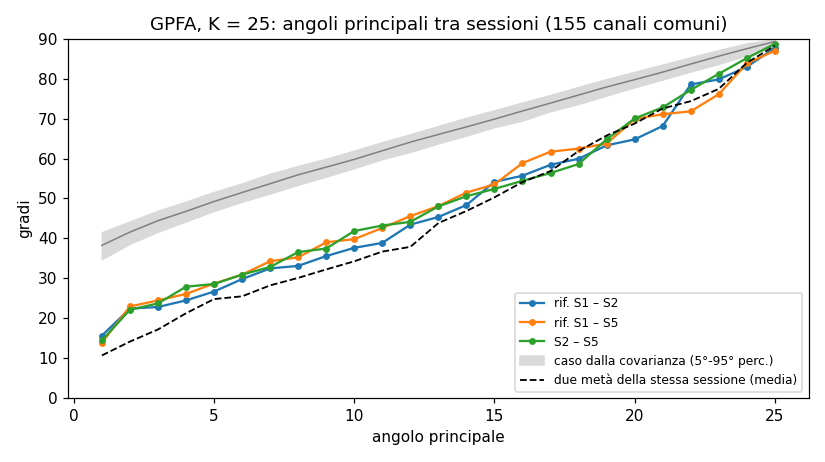 GPFA, K = 25: angoli principali tra sessioni (155 canali comuni)
90
80
70
60
50
40
30
20
10
0
gradi
0
5
10
15
20
25
angolo principale
rif. S1 – S2
rif. S1 – S5
S2 – S5
caso dalla covarianza (5°-95° perc.)
due metà della stessa sessione (media)